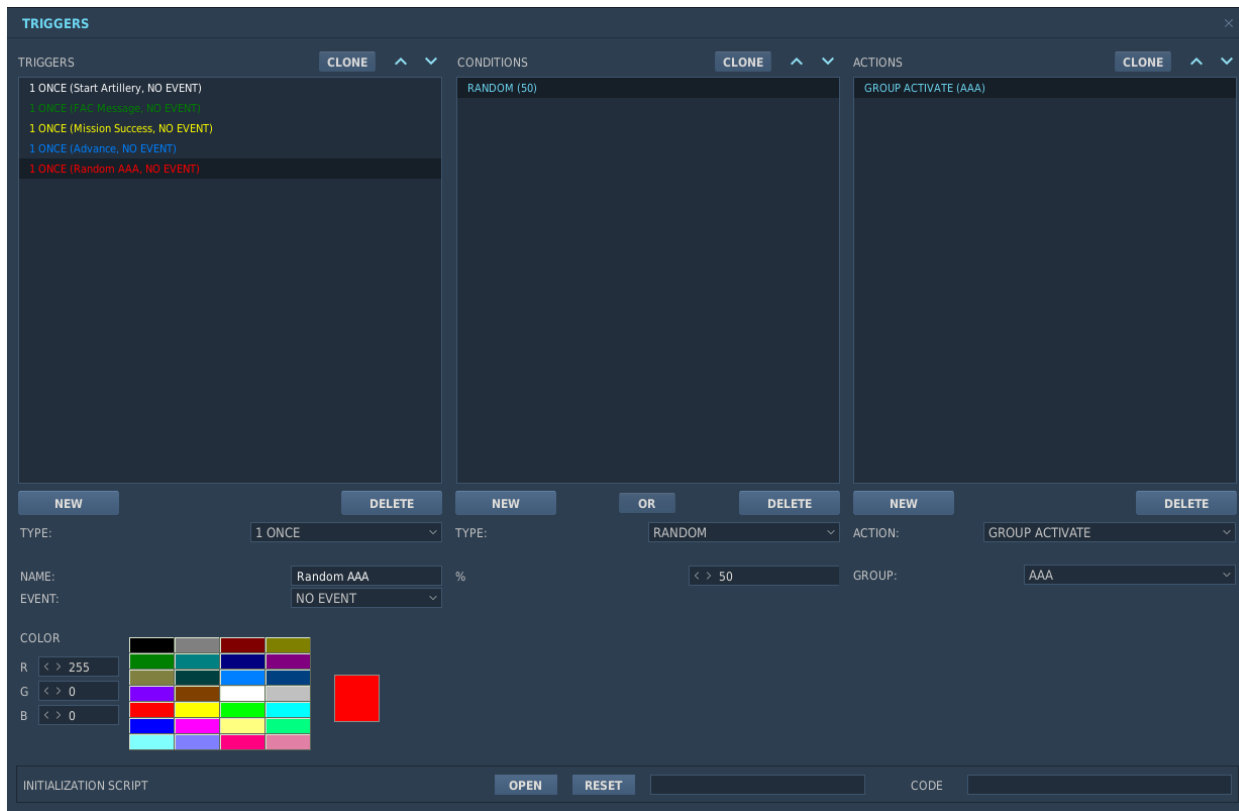 TRIGGERS
TRIGGERS CLONE CONDITIONS CLONE ACTIONS CLONE
1 ONCE (Start Artillery, NO EVENT) RANDOM (50) GROUP ACTIVATE (AAA)
1 ONCE (FAC Message, NO EVENT)
1 ONCE (Mission Success, NO EVENT)
1 ONCE (Advance, NO EVENT)
1 ONCE (Random AAA, NO EVENT)
NEW DELETE NEW OR DELETE NEW DELETE
TYPE: 1 ONCE TYPE: RANDOM ACTION: GROUP ACTIVATE
NAME: Random AAA % < > 50 GROUP: AAA
EVENT: NO EVENT
COLOR
R < > 255
G < > 0
B < > 0
INITIALIZATION SCRIPT OPEN RESET CODE